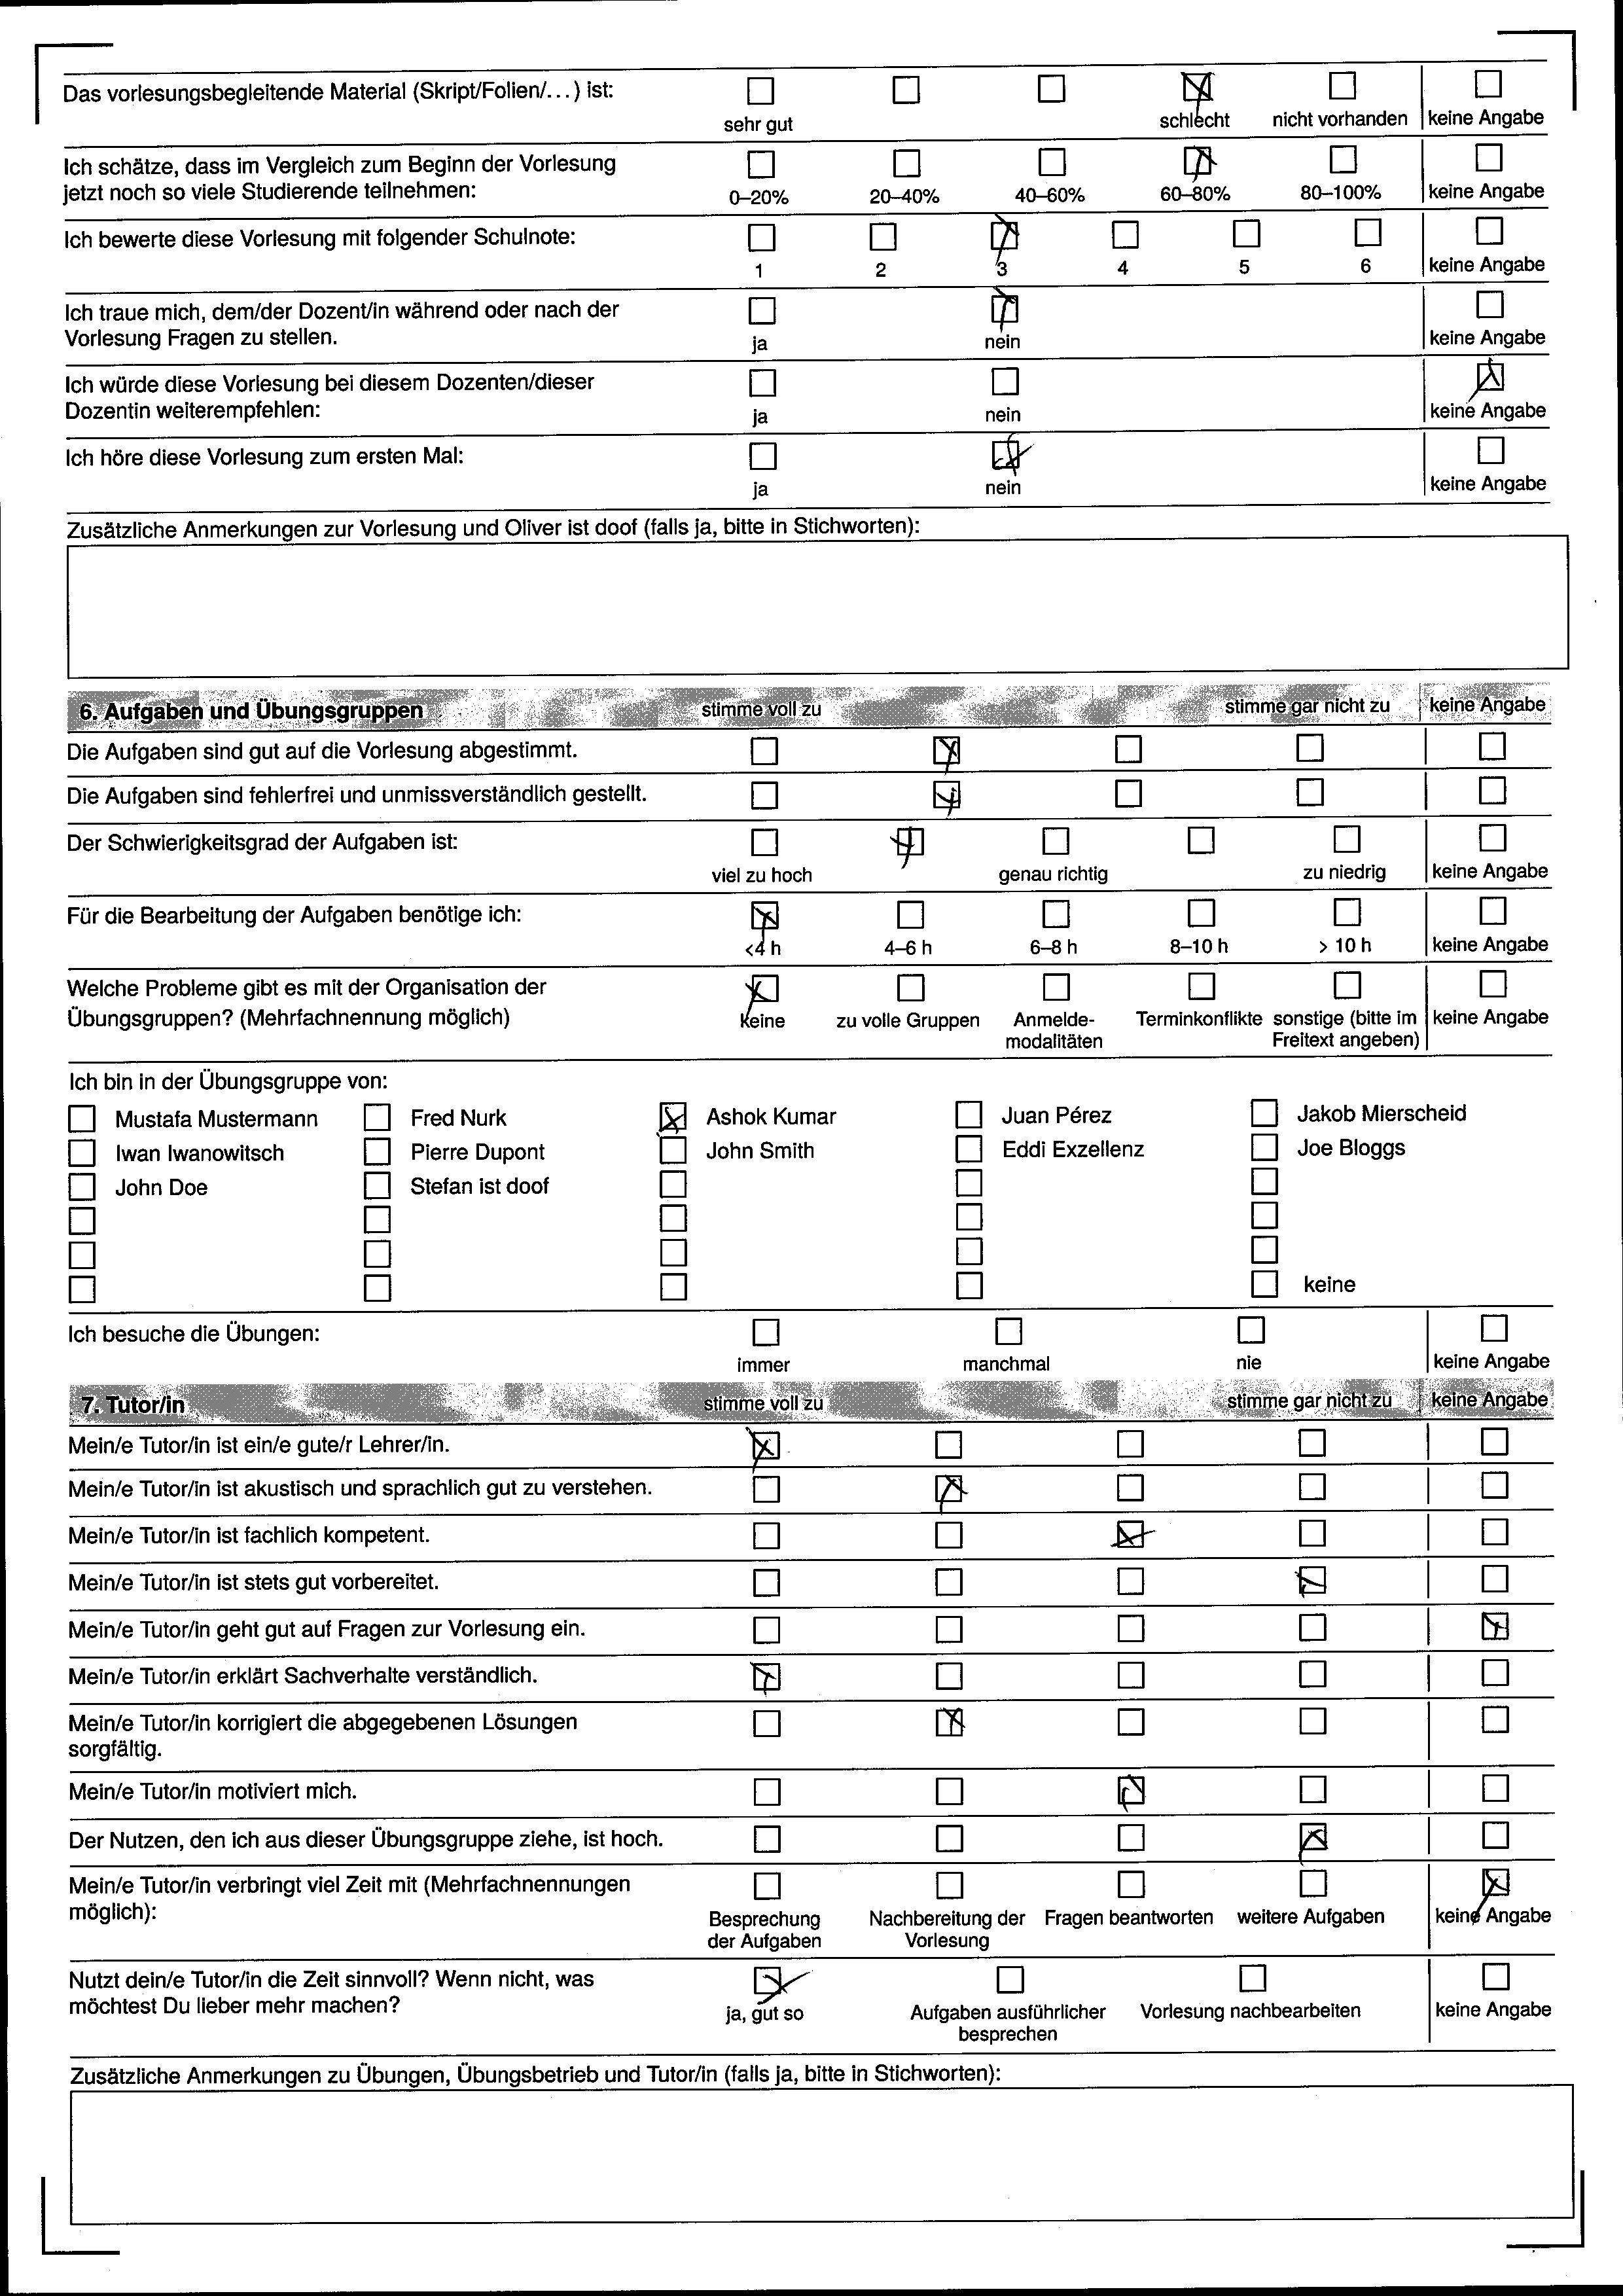 Das vorlesungsbegleitende Material (Skript/Folien/...) ist:
sehr gut schlecht nicht vorhanden keine Angabe
Ich schätze, dass im Vergleich zum Beginn der Vorlesung
jetzt noch so viele Studierende teilnehmen:
0–20% 20–40% 40–60% 60–80% 80–100% keine Angabe
Ich bewerte diese Vorlesung mit folgender Schulnote:
1 2 3 4 5 6 keine Angabe
Ich traue mich, dem/der Dozent/in während oder nach der
Vorlesung Fragen zu stellen.
ja nein keine Angabe
Ich würde diese Vorlesung bei diesem Dozenten/dieser
Dozentin weiterempfehlen:
ja nein keine Angabe
Ich höre diese Vorlesung zum ersten Mal:
ja nein keine Angabe
Zusätzliche Anmerkungen zur Vorlesung und Oliver ist doof (falls ja, bitte in Stichworten):
6. Aufgaben und Übungsgruppen stimme voll zu stimme gar nicht zu keine Angabe
Die Aufgaben sind gut auf die Vorlesung abgestimmt.
Die Aufgaben sind fehlerfrei und unmissverständlich gestellt.
Der Schwierigkeitsgrad der Aufgaben ist:
viel zu hoch genau richtig zu niedrig keine Angabe
Für die Bearbeitung der Aufgaben benötige ich:
<4 h 4–6 h 6–8 h 8–10 h > 10 h keine Angabe
Welche Probleme gibt es mit der Organisation der
Übungsgruppen? (Mehrfachnennung möglich)
keine zu volle Gruppen Anmelde- Terminkonflikte sonstige (bitte im keine Angabe
modalitäten Freitext angeben)
Ich bin in der Übungsgruppe von:
Mustafa Mustermann Fred Nurk Ashok Kumar Juan Pérez Jakob Mierscheid
Iwan Iwanowitsch Pierre Dupont John Smith Eddi Exzellenz Joe Bloggs
John Doe Stefan ist doof
keine
Ich besuche die Übungen:
immer manchmal nie keine Angabe
7. Tutor/in stimme voll zu stimme gar nicht zu keine Angabe
Mein/e Tutor/in ist ein/e gute/r Lehrer/in.
Mein/e Tutor/in ist akustisch und sprachlich gut zu verstehen.
Mein/e Tutor/in ist fachlich kompetent.
Mein/e Tutor/in ist stets gut vorbereitet.
Mein/e Tutor/in geht gut auf Fragen zur Vorlesung ein.
Mein/e Tutor/in erklärt Sachverhalte verständlich.
Mein/e Tutor/in korrigiert die abgegebenen Lösungen
sorgfältig.
Mein/e Tutor/in motiviert mich.
Der Nutzen, den ich aus dieser Übungsgruppe ziehe, ist hoch.
Mein/e Tutor/in verbringt viel Zeit mit (Mehrfachnennungen
möglich):
Besprechung Nachbereitung der Fragen beantworten weitere Aufgaben keine Angabe
der Aufgaben Vorlesung
Nutzt dein/e Tutor/in die Zeit sinnvoll? Wenn nicht, was
möchtest Du lieber mehr machen?
ja, gut so Aufgaben ausführlicher Vorlesung nachbearbeiten keine Angabe
besprechen
Zusätzliche Anmerkungen zu Übungen, Übungsbetrieb und Tutor/in (falls ja, bitte in Stichworten):